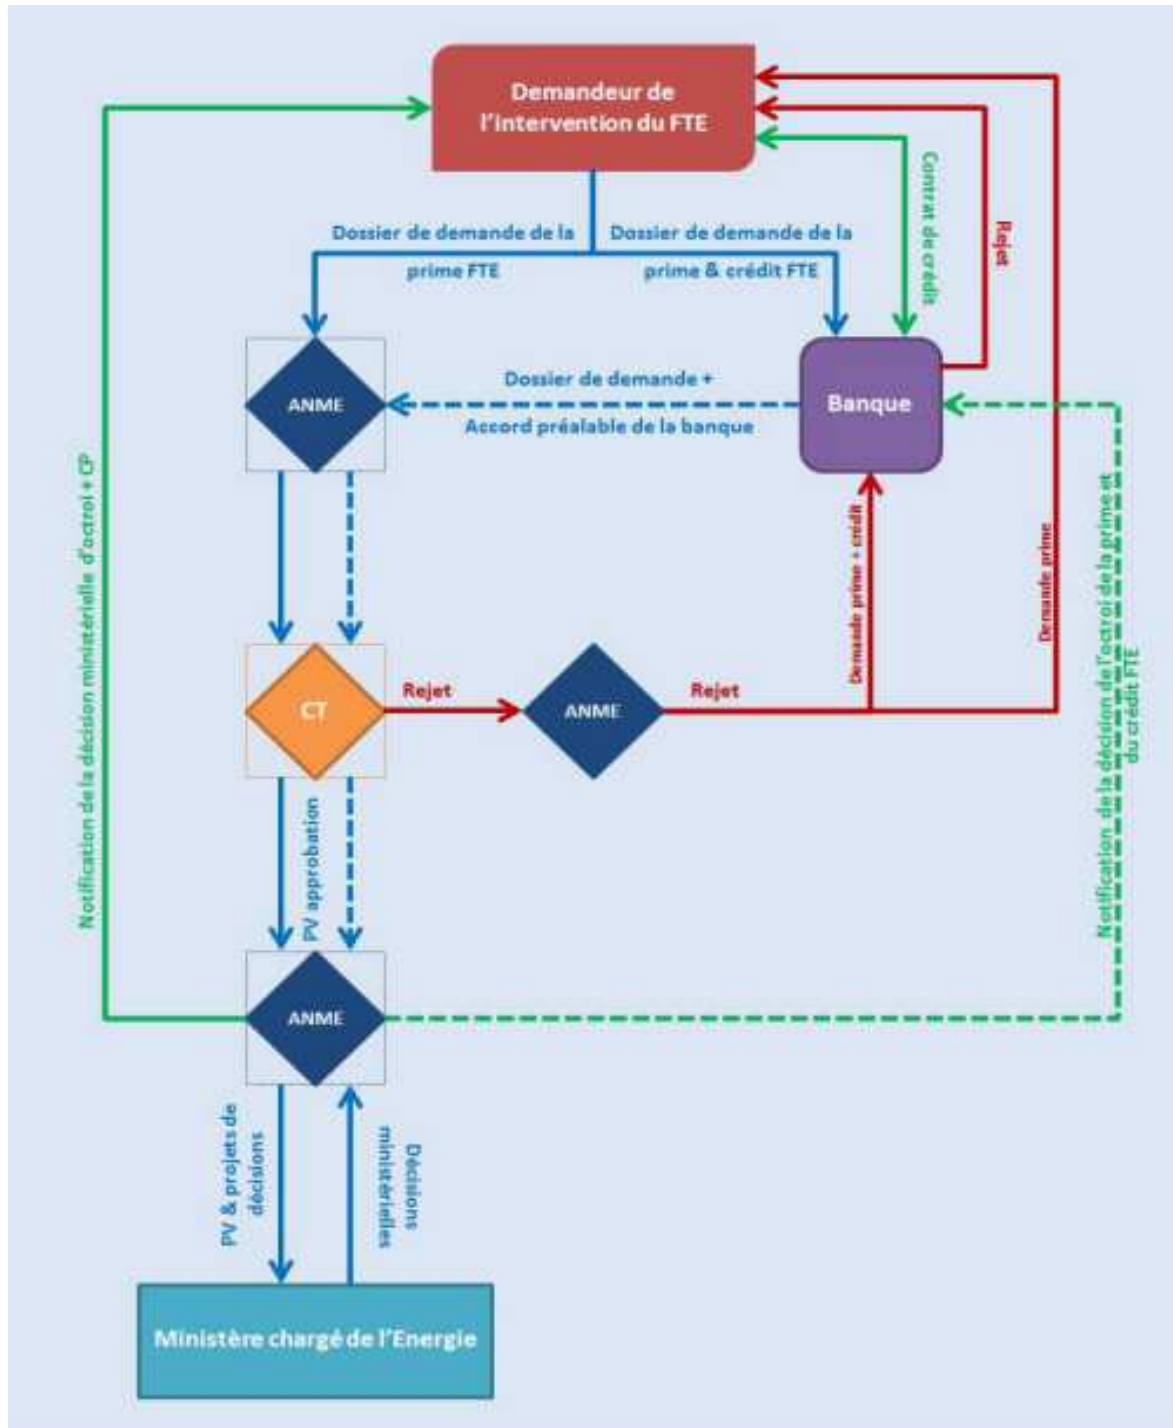 Demandeur de
l'intervention du FTE
Contrat de crédit
Rejet
Dossier de demande de la
prime FTE
Dossier de demande de la
prime & crédit FTE
ANME
Dossier de demande +
Accord préalable de la banque
Banque
Notification de la décision ministérielle d'octroi + CP
Demande prime + crédit
Demande prime
Notification de la décision de l'octroi de la prime et
du crédit FTE
CT
Rejet
ANME
Rejet
PV approbation
ANME
PV & projets de
décisions
Décisions
ministérielles
Ministère chargé de l'Energie